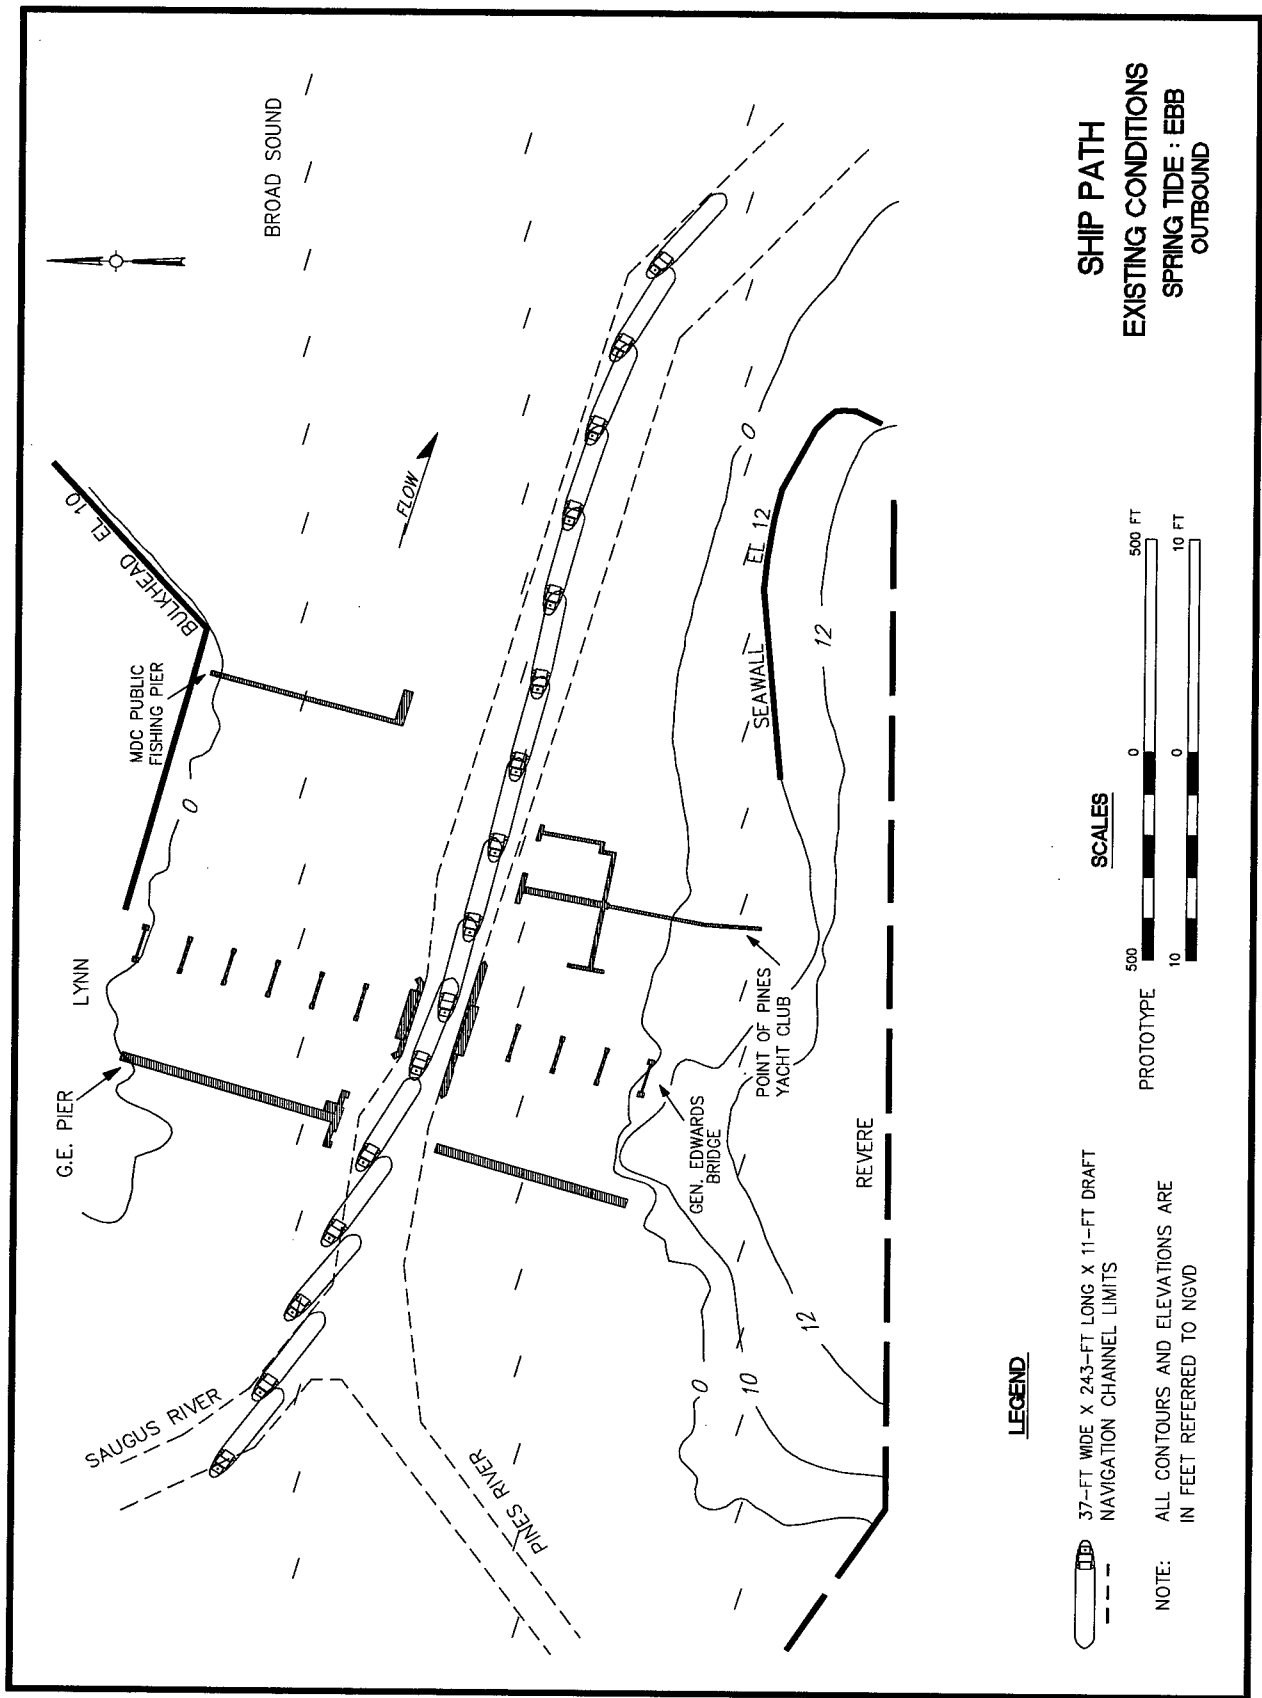 SHIP PATH
EXISTING CONDITIONS
SPRING TIDE : EBB
OUTBOUND
BROAD SOUND
FLOW
BULKHEAD EL 10
MDC PUBLIC
FISHING PIER
0
LYNN
G.E. PIER
SAUGUS RIVER
PINES RIVER
0
SEAWALL EL 12
12
POINT OF PINES
YACHT CLUB
GEN. EDWARDS
BRIDGE
REVERE
0
10
12
SCALES
PROTOTYPE
500 0 500 FT
10 0 10 FT
LEGEND
37-FT WIDE X 243-FT LONG X 11-FT DRAFT
NAVIGATION CHANNEL LIMITS
NOTE: ALL CONTOURS AND ELEVATIONS ARE
IN FEET REFERRED TO NGVD